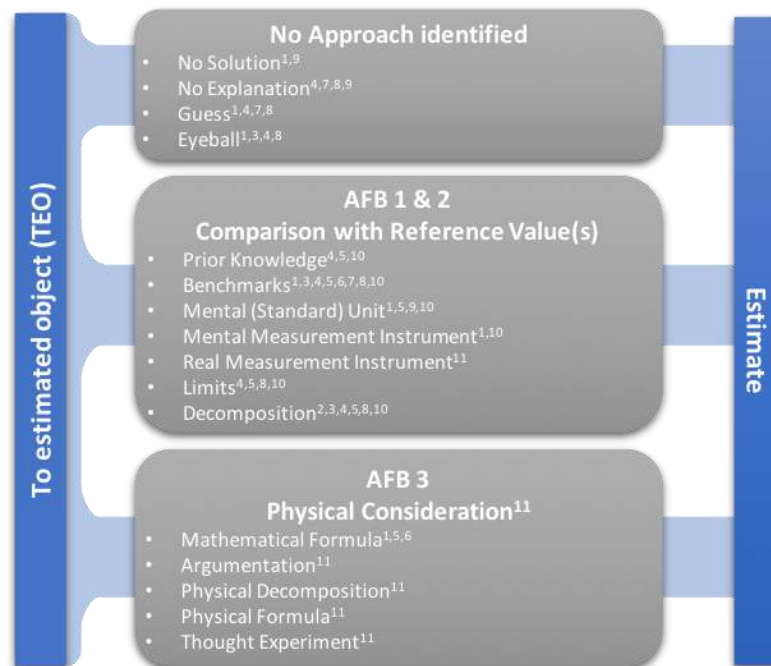 To estimated object (TEO)
No Approach identified
• No Solution1,9
• No Explanation4,7,8,9
• Guess1,4,7,8
• Eyeball1,3,4,8
AFB 1 & 2
Comparison with Reference Value(s)
• Prior Knowledge4,5,10
• Benchmarks1,3,4,5,6,7,8,10
• Mental (Standard) Unit1,5,9,10
• Mental Measurement Instrument1,10
• Real Measurement Instrument11
• Limits4,5,8,10
• Decomposition2,3,4,5,8,10
AFB 3
Physical Consideration11
• Mathematical Formula1,5,6
• Argumentation11
• Physical Decomposition11
• Physical Formula11
• Thought Experiment11
Estimate